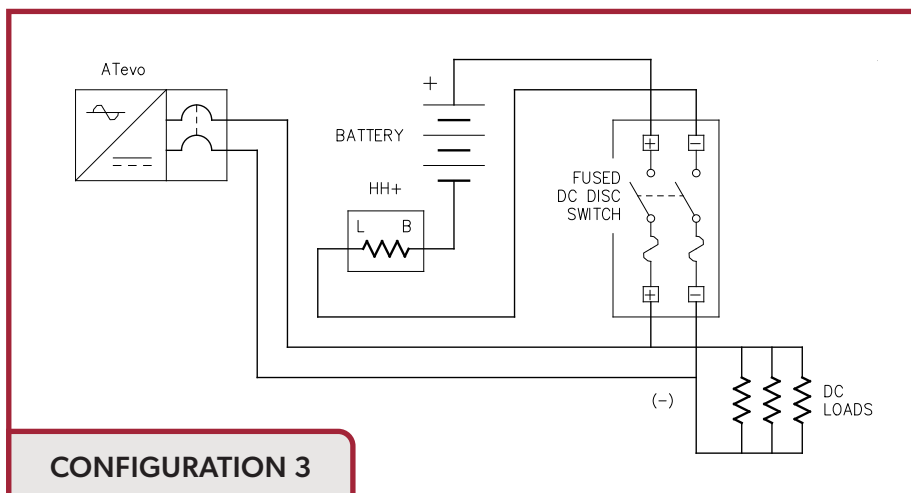 ATevo
+
BATTERY
HH+
L B
+ −
FUSED
DC DISC
SWITCH
+ −
(−)
DC
LOADS
CONFIGURATION 3